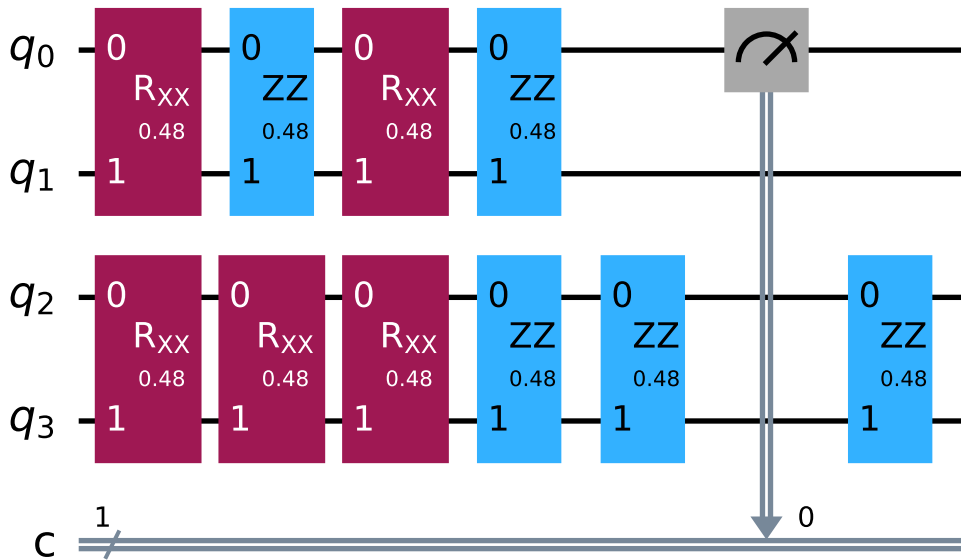 q0 0 0 0 0
RXX ZZ RXX ZZ
0.48 0.48 0.48 0.48
q1 1 1 1 1
q2 0 0 0 0 0 0
RXX RXX RXX ZZ ZZ ZZ
0.48 0.48 0.48 0.48 0.48 0.48
q3 1 1 1 1 1 1
1 0
c